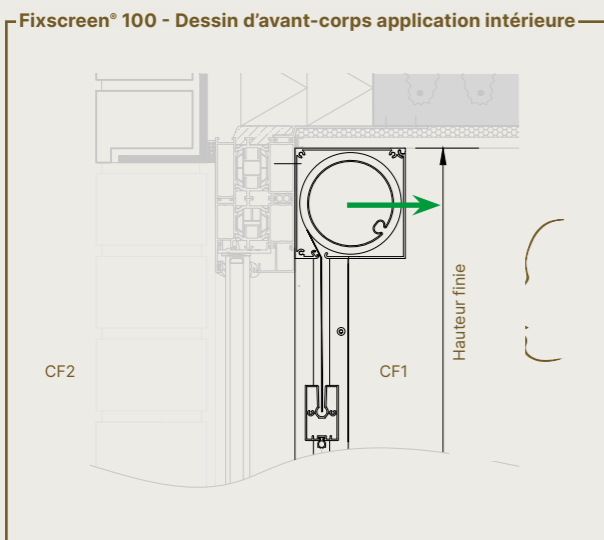 Fixscreen® 100 - Dessin d’avant-corps application intérieure
Hauteur finie
CF2
CF1